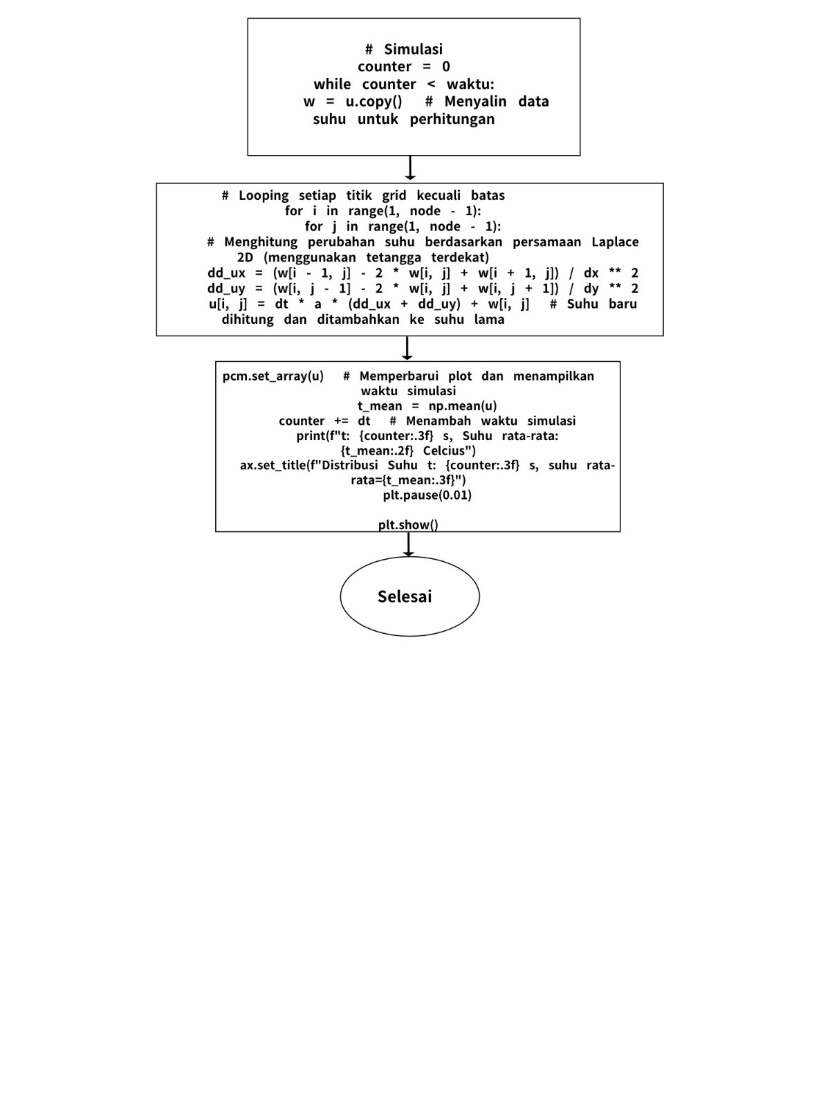 # Simulasi
counter = 0
while counter < waktu:
w = u.copy() # Menyalin data
suhu untuk perhitungan
# Looping setiap titik grid kecuali batas
for i in range(1, node - 1):
for j in range(1, node - 1):
# Menghitung perubahan suhu berdasarkan persamaan Laplace
2D (menggunakan tetangga terdekat)
dd_ux = (w[i - 1, j] - 2 * w[i, j] + w[i + 1, j]) / dx ** 2
dd_uy = (w[i, j - 1] - 2 * w[i, j] + w[i, j + 1]) / dy ** 2
u[i, j] = dt * a * (dd_ux + dd_uy) + w[i, j] # Suhu baru
dihitung dan ditambahkan ke suhu lama
pcm.set_array(u) # Memperbarui plot dan menampilkan
waktu simulasi
t_mean = np.mean(u)
counter += dt # Menambah waktu simulasi
print(f"t: {counter:.3f} s, Suhu rata-rata:
{t_mean:.2f} Celcius")
ax.set_title(f"Distribusi Suhu t: {counter:.3f} s, suhu rata-
rata={t_mean:.3f}")
plt.pause(0.01)
plt.show()
Selesai